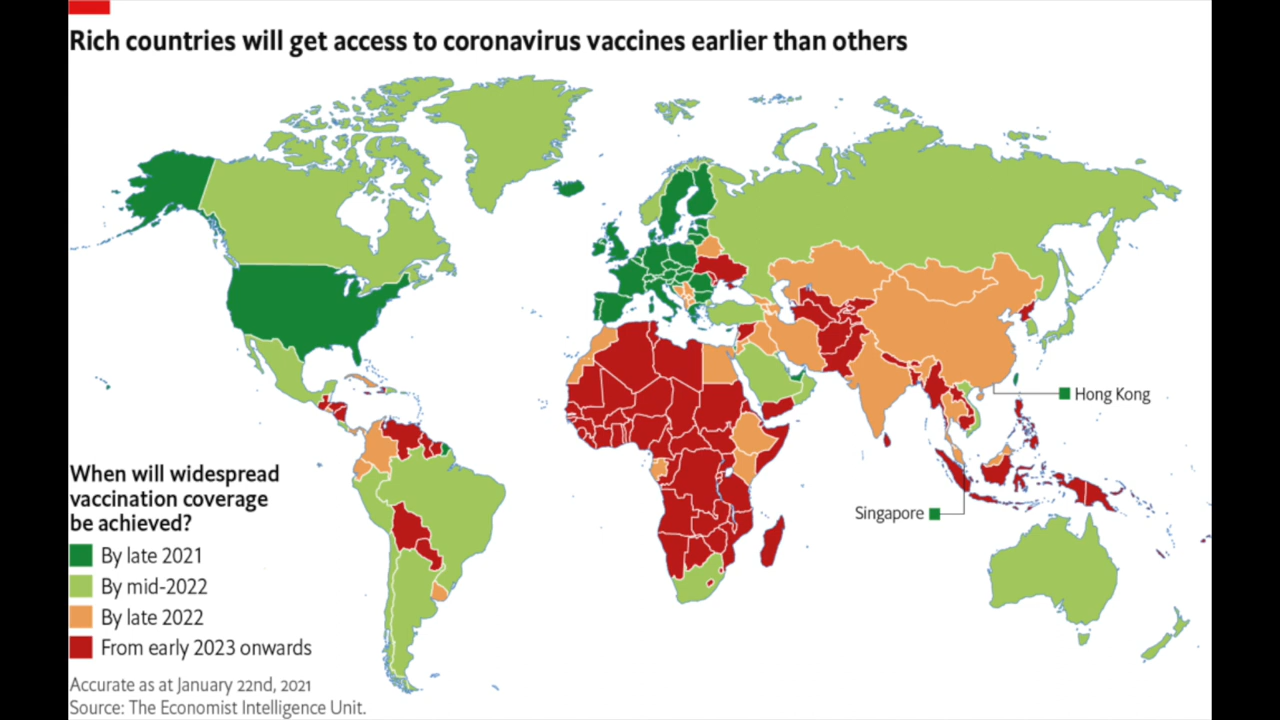 Rich countries will get access to coronavirus vaccines earlier than others
Hong Kong
Singapore
When will widespread
vaccination coverage
be achieved?
By late 2021
By mid-2022
By late 2022
From early 2023 onwards
Accurate as at January 22nd, 2021
Source: The Economist Intelligence Unit.